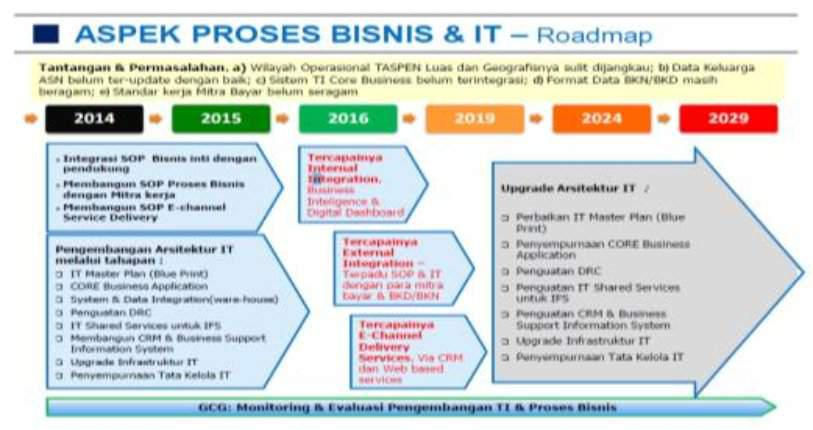 ASPEK PROSES BISNIS & IT – Roadmap
Tantangan & Permasalahan, a) Wilayah Operasional TASPEN Luas dan Geografisnya sulit dijangkau; b) Data Keluarga
ASN belum ter-update dengan baik; c) Sistem TI Core Business belum terintegrasi; d) Format Data BKN/BKD masih
beragam; e) Standar kerja Mitra Bayar belum seragam
2014
2015
2016
2019
2024
2029
Integrasi SOP Bisnis inti dengan
pendukung
Membangun SOP Proses Bisnis
dengan Mitra kerja
Membangun SOP E-channel
Service Delivery
Pengembangan Arsitektur IT
melalui tahapan :
IT Master Plan (Blue Print)
CORE Business Application
System & Data Integration(ware-house)
Penguatan DRC
IT Shared Services untuk IFS
Membangun CRM & Business Support
Information System
Upgrade Infrastruktur IT
Penyempurnaan Tata Kelola IT
Tercapainya
Internal
Integration,
Business
Inteligence &
Digital Dashboard
Tercapainya
External
Integration –
Terpadu SOP & IT
dengan para mitra
bayar & BKD/BKN
Tercapainya
E-Channel
Delivery
Services, Via CRM
dan Web based
services
Upgrade Arsitektur IT :
Perbaikan IT Master Plan (Blue
Print)
Penyempurnaan CORE Business
Application
Penguatan DRC
Penguatan IT Shared Services
untuk IFS
Penguatan CRM & Business
Support Information System
Upgrade Infrastruktur IT
Penyempurnaan Tata Kelola IT
GCG: Monitoring & Evaluasi Pengembangan TI & Proses Bisnis